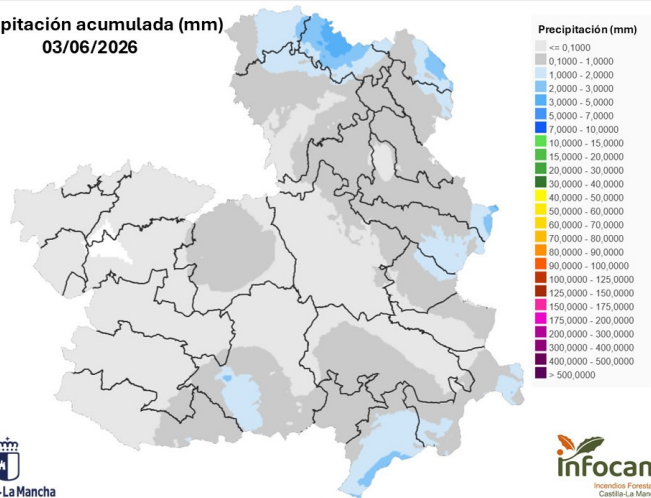 pitación acumulada (mm)
03/06/2026
Precipitación (mm)
<= 0,1000
0,1000 - 1,0000
1,0000 - 2,0000
2,0000 - 3,0000
3,0000 - 5,0000
5,0000 - 7,0000
7,0000 - 10,0000
10,0000 - 15,0000
15,0000 - 20,0000
20,0000 - 30,0000
30,0000 - 40,0000
40,0000 - 50,0000
50,0000 - 60,0000
60,0000 - 70,0000
70,0000 - 80,0000
80,0000 - 90,0000
90,0000 - 100,0000
100,0000 - 125,0000
125,0000 - 150,0000
150,0000 - 175,0000
175,0000 - 200,0000
200,0000 - 300,0000
300,0000 - 400,0000
400,0000 - 500,0000
> 500,0000
-La Mancha
infocam
Incendios Foresta
Castilla-La Manc